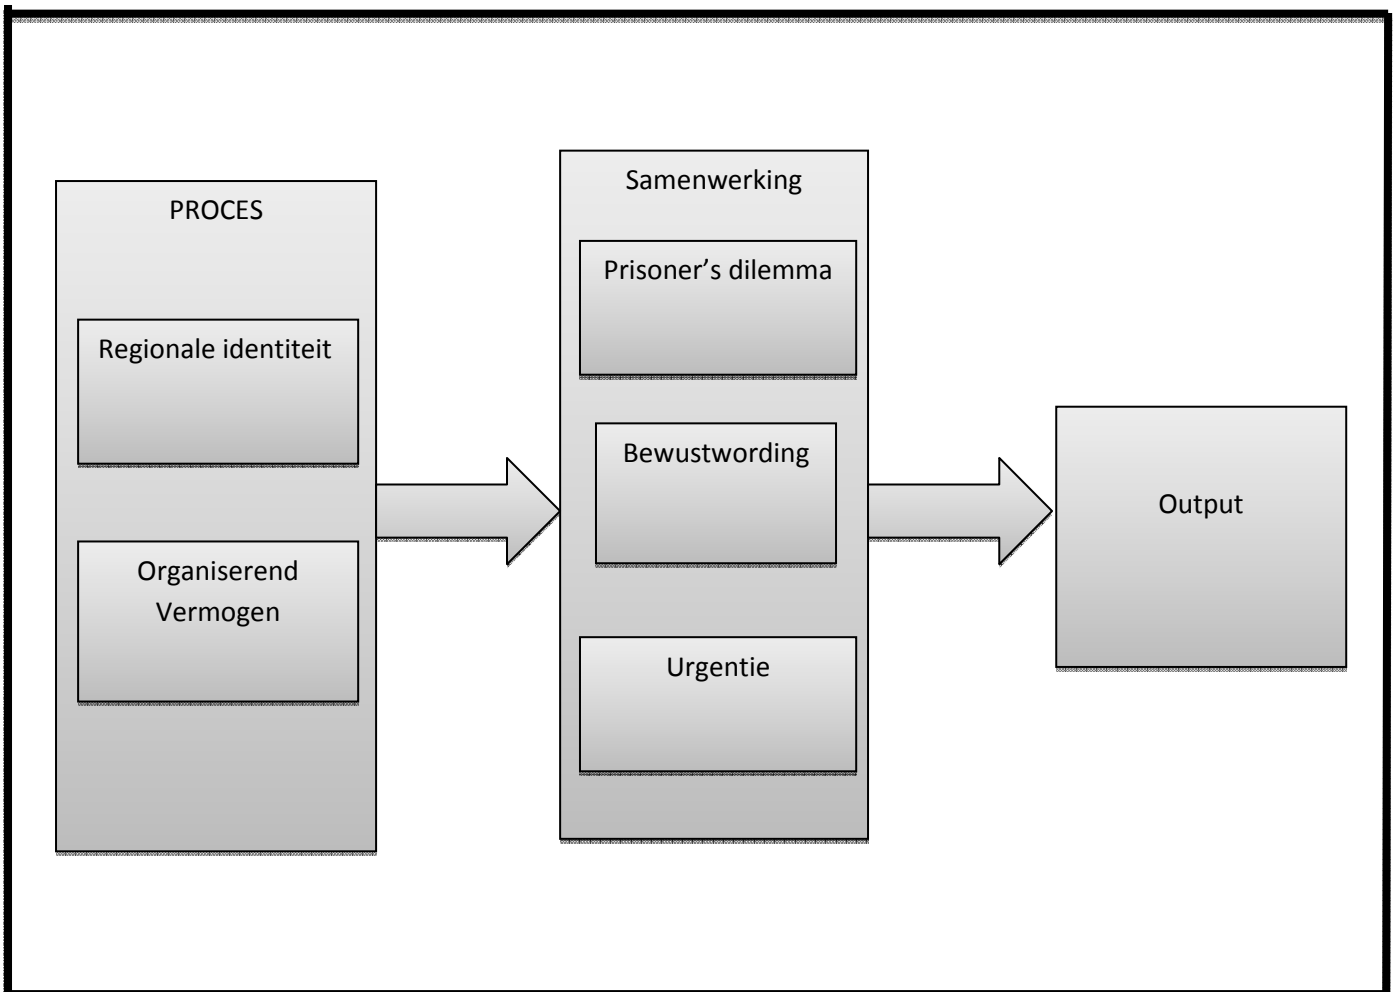 PROCES
Regionale identiteit
Organiserend
Vermogen
Samenwerking
Prisoner’s dilemma
Bewustwording
Urgentie
Output